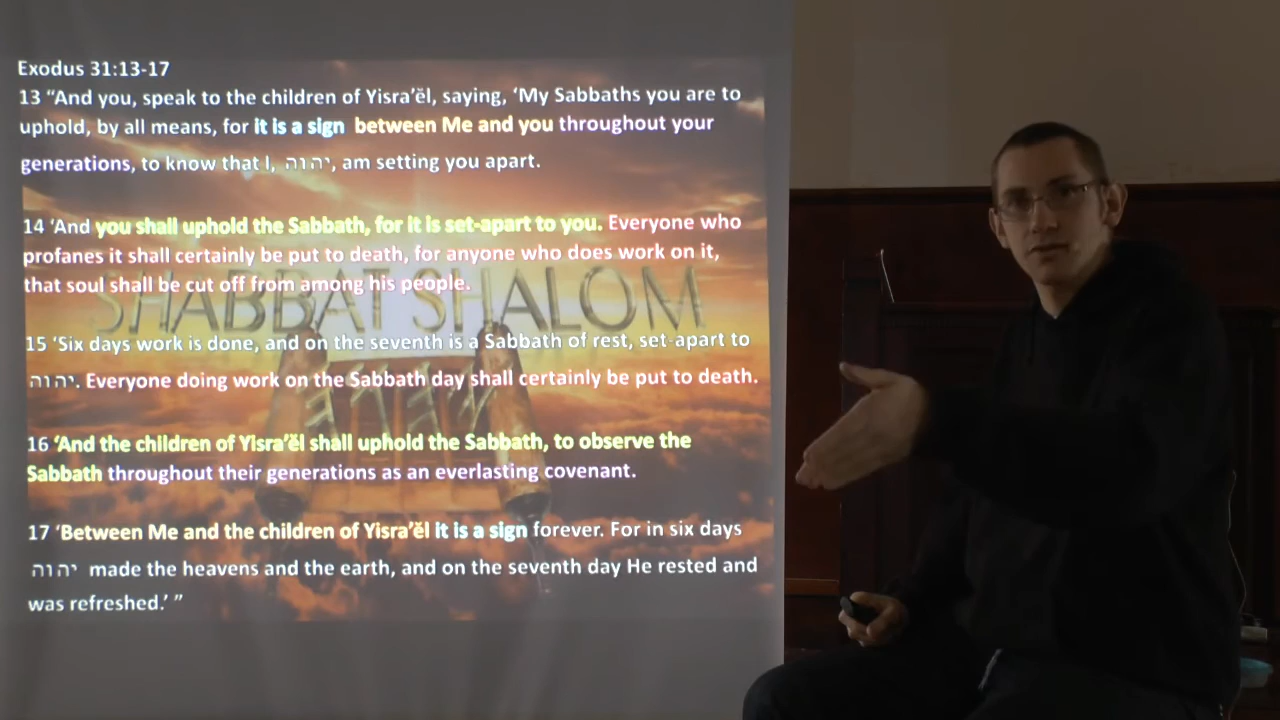 Exodus 31:13-17
13 “And you, speak to the children of Yisra’ĕl, saying, ‘My Sabbaths you are to
uphold, by all means, for it is a sign between Me and you throughout your
generations, to know that I, יהוה, am setting you apart.
14 ‘And you shall uphold the Sabbath, for it is set-apart to you. Everyone who
profanes it shall certainly be put to death, for anyone who does work on it,
that soul shall be cut off from among his people.
SHABBAT SHALOM
15 ‘Six days work is done, and on the seventh is a Sabbath of rest, set-apart to
יהוה. Everyone doing work on the Sabbath day shall certainly be put to death.
16 ‘And the children of Yisra’ĕl shall uphold the Sabbath, to observe the
Sabbath throughout their generations as an everlasting covenant.
17 ‘Between Me and the children of Yisra’ĕl it is a sign forever. For in six days
יהוה made the heavens and the earth, and on the seventh day He rested and
was refreshed.’ ”